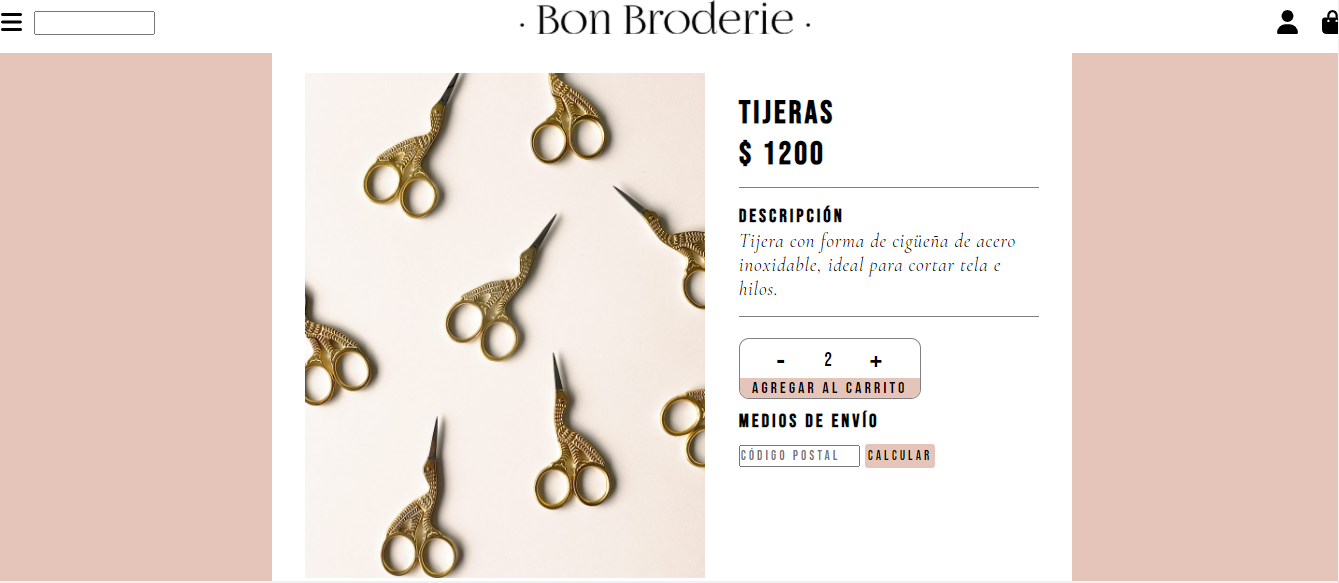 · Bon Broderie ·
TIJERAS
$ 1200
DESCRIPCIÓN
Tijera con forma de cigüeña de acero
inoxidable, ideal para cortar tela e
hilos.
- 2 +
AGREGAR AL CARRITO
MEDIOS DE ENVÍO
CÓDIGO POSTAL CALCULAR